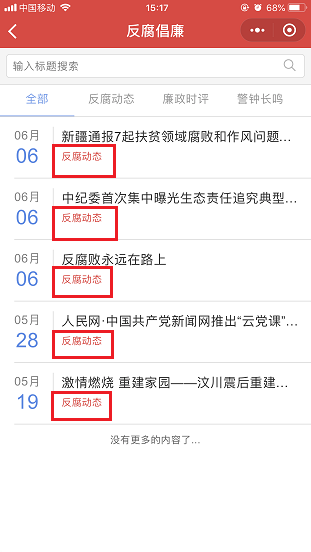 中国移动 15:17 68%
反腐倡廉
输入标题搜索
全部 反腐动态 廉政时评 警钟长鸣
06月 新疆通报7起扶贫领域腐败和作风问题...
06 反腐动态
06月 中纪委首次集中曝光生态责任追究典型...
06 反腐动态
06月 反腐败永远在路上
06 反腐动态
05月 人民网·中国共产党新闻网推出“云党课”...
28 反腐动态
05月 激情燃烧 重建家园——汶川震后重建...
19 反腐动态
没有更多的内容了...